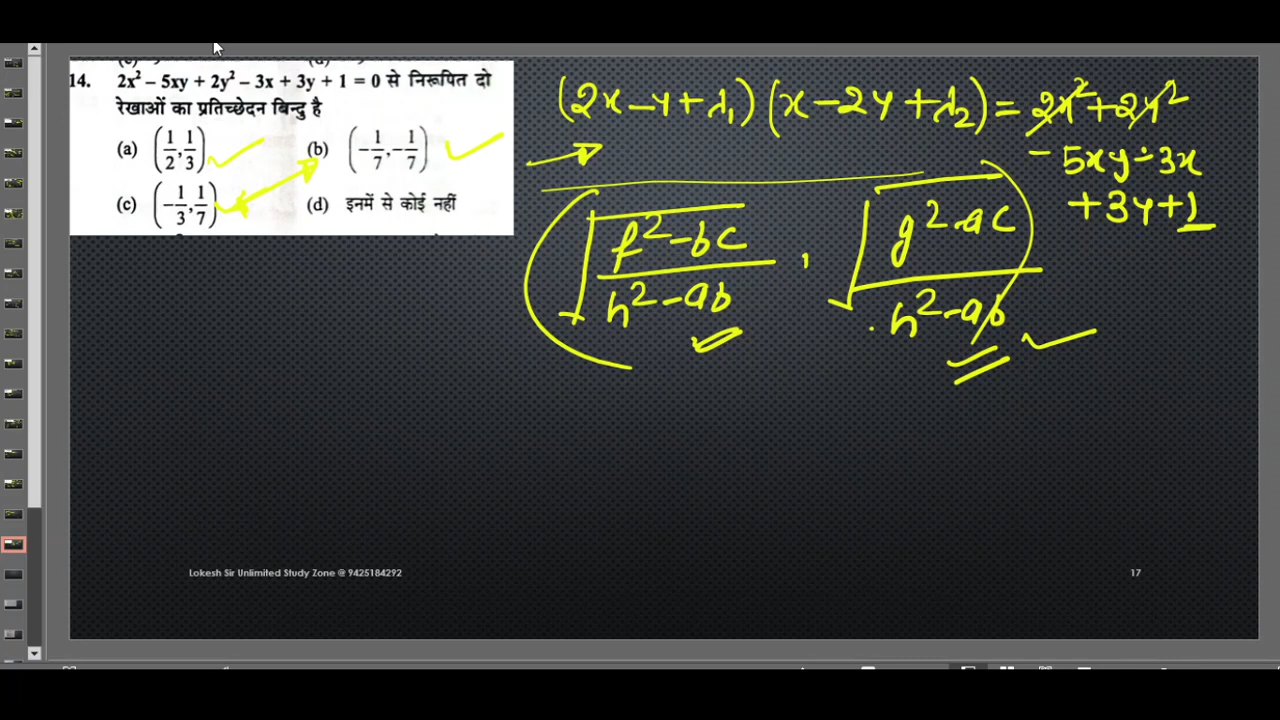 14. 2x² – 5xy + 2y² – 3x + 3y + 1 = 0 से निरूपित दो
रेखाओं का प्रतिच्छेदन बिन्दु है
(a) (1/2, 1/3) (b) (-1/7, -1/7)
(c) (-1/3, 1/7) (d) इनमें से कोई नहीं
(2x-y+λ₁)(x-2y+λ₂)=2x²+2y²
-5xy-3x
+3y+1
(√(f²-bc)/(h²-ab), √(g²-ac)/(h²-ab))
Lokesh Sir Unlimited Study Zone @ 9425184292
17